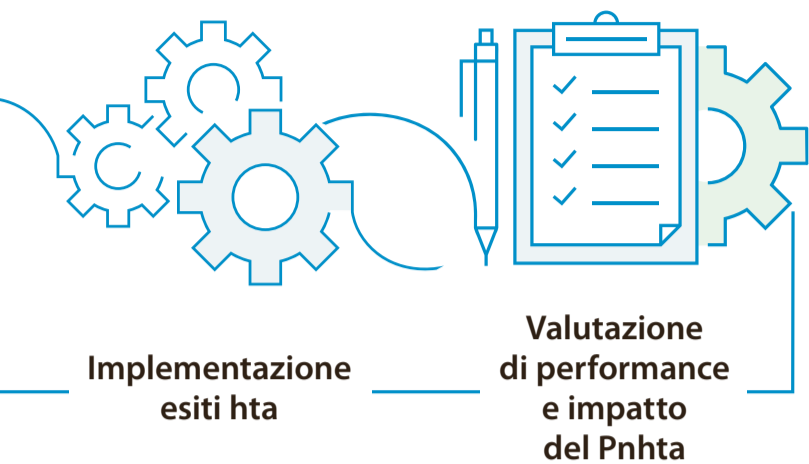 Implementazione
esiti hta
Valutazione
di performance
e impatto
del Pnhta